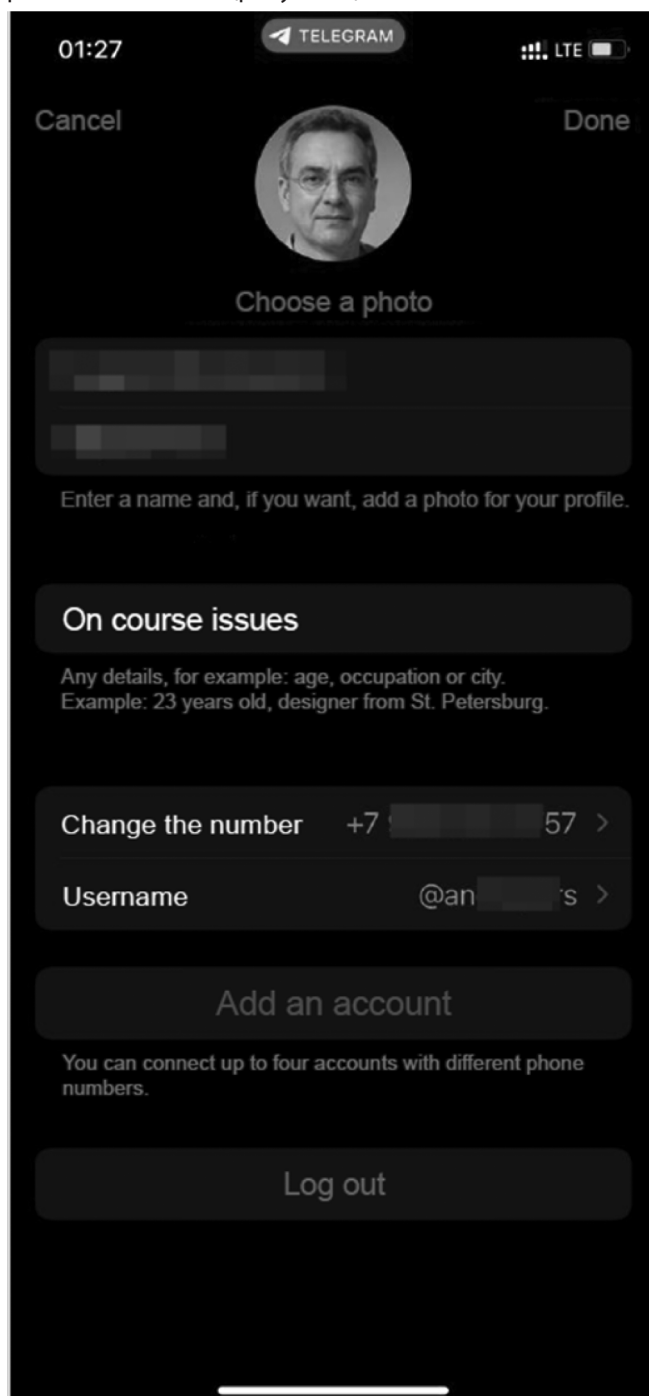 01:27
TELEGRAM
LTE
Cancel
Done
Choose a photo
Enter a name and, if you want, add a photo for your profile.
On course issues
Any details, for example: age, occupation or city.
Example: 23 years old, designer from St. Petersburg.
Change the number +7 57
Username @an s
Add an account
You can connect up to four accounts with different phone
numbers.
Log out